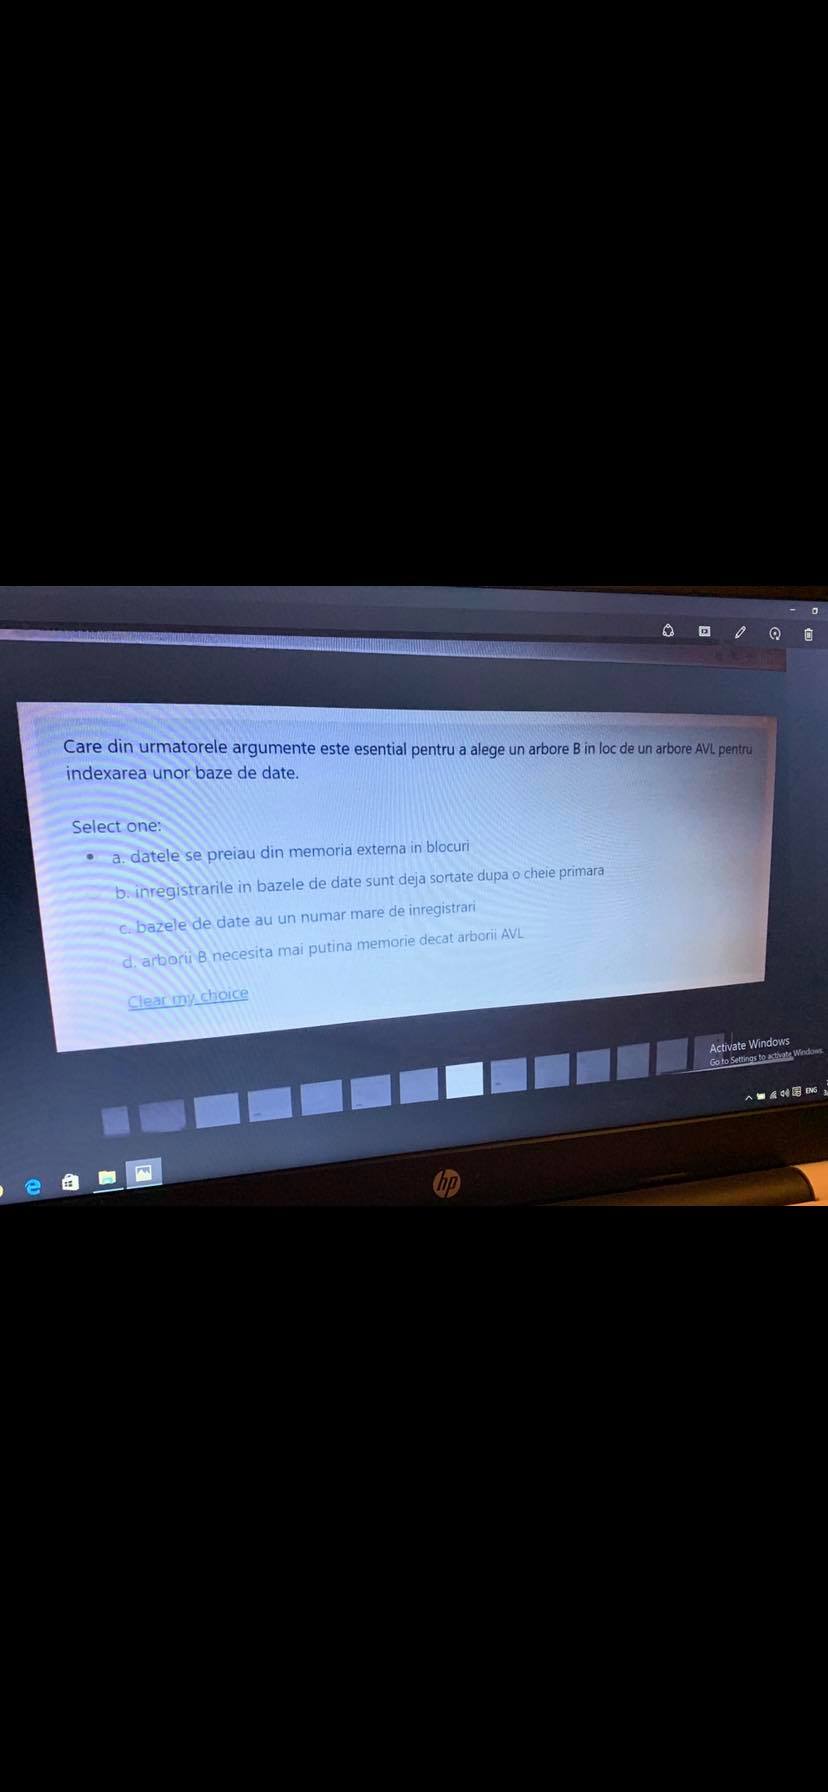 Care din urmatorele argumente este esential pentru a alege un arbore B in loc de un arbore AVL pentru
indexarea unor baze de date.
Select one:
a. datele se preiau din memoria externa in blocuri
b. inregistrarile in bazele de date sunt deja sortate dupa o cheie primara
c. bazele de date au un numar mare de inregistrari
d. arborii B necesita mai putina memorie decat arborii AVL
Clear my choice
Activate Windows
Go to Settings to activate Windows.
ENG
hp